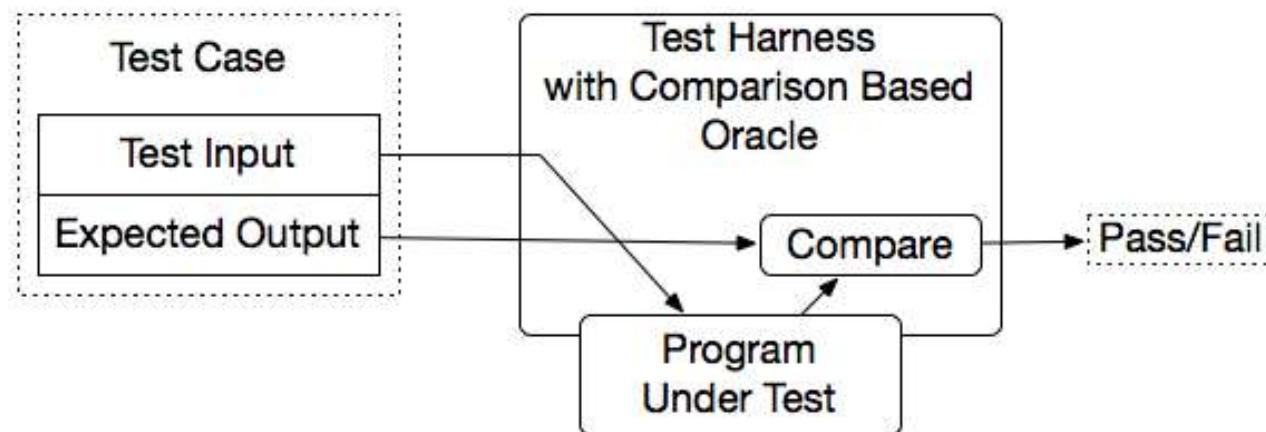 Test Case
Test Input
Expected Output
Test Harness
with Comparison Based
Oracle
Compare
Program
Under Test
Pass/Fail